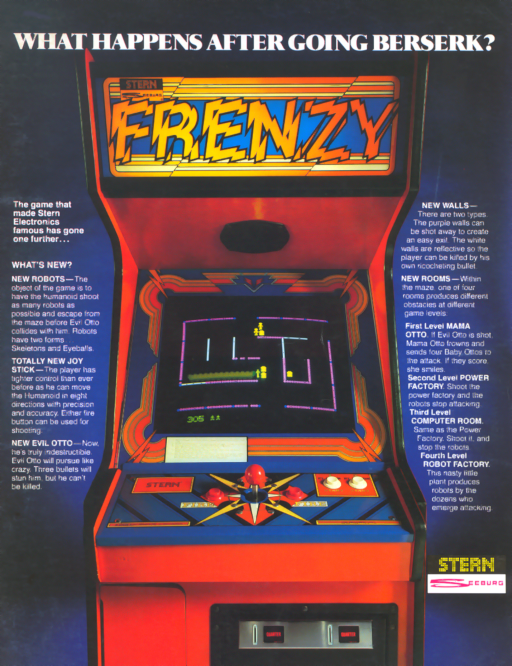 WHAT HAPPENS AFTER GOING BERSERK?
STERN
SEEBURG
FRENZY
The game that
made Stern
Electronics
famous has gone
one further...
WHAT'S NEW?
NEW ROBOTS—The
object of the game is to
have the humanoid shoot
as many robots as
possible and escape from
the maze before Evil Otto
collides with him. Robots
have two forms
Skeletons and Eyeballs.
TOTALLY NEW JOY
STICK—The player has
tighter control than ever
before as he can move
the Humanoid in eight
directions with precision
and accuracy. Either fire
button can be used for
shooting.
NEW EVIL OTTO—Now,
he's truly indestructible.
Evil Otto will pursue like
crazy. Three bullets will
stun him, but he can't
be killed.
NEW WALLS—
There are two types.
The purple walls can
be shot away to create
an easy exit. The white
walls are reflective so the
player can be killed by his
own ricocheting bullet.
NEW ROOMS—Within
the maze, one of four
rooms produces different
obstacles at different
game levels.
First Level MAMA
OTTO. If Evil Otto is shot,
Mama Otto frowns and
sends four Baby Ottos to
the attack. If they score,
she smiles.
Second Level POWER
FACTORY. Shoot the
power factory and the
robots stop attacking.
Third Level
COMPUTER ROOM.
Same as the Power
Factory. Shoot it, and
stop the robots.
Fourth Level
ROBOT FACTORY.
This nasty little
plant produces
robots by the
dozens who
emerge attacking.
305
STERN
STERN
SEEBURG